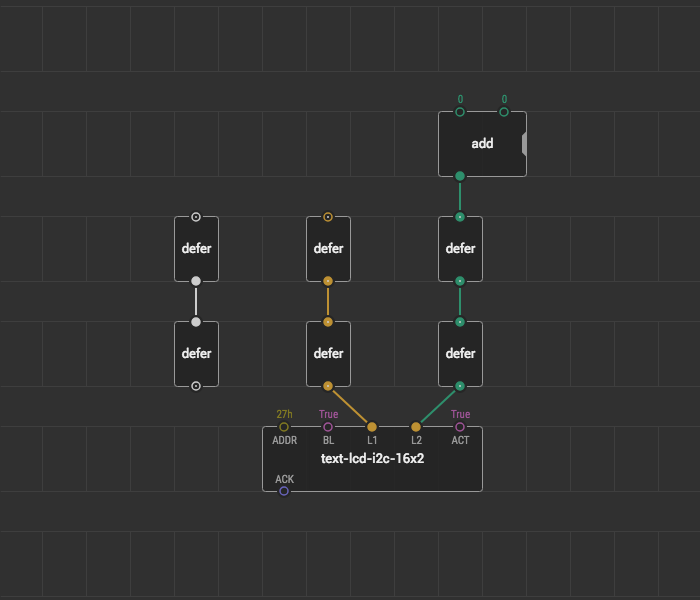 0 0
add
defer defer defer
defer defer defer
27h True True
ADDR BL L1 L2 ACT
text-lcd-i2c-16x2
ACK